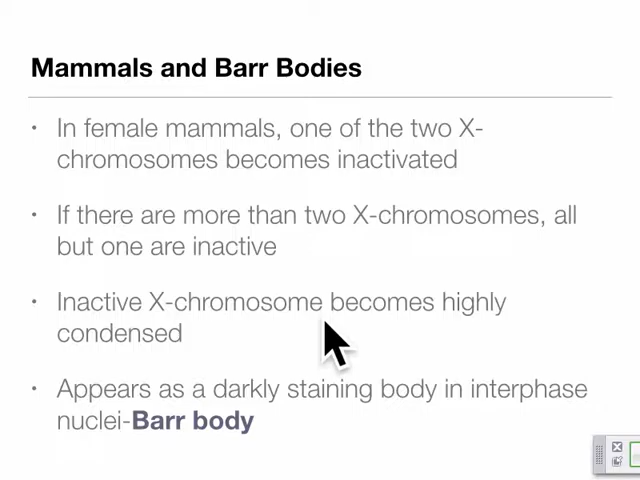 Mammals and Barr Bodies
• In female mammals, one of the two X-
chromosomes becomes inactivated
• If there are more than two X-chromosomes, all
but one are inactive
• Inactive X-chromosome becomes highly
condensed
• Appears as a darkly staining body in interphase
nuclei-Barr body